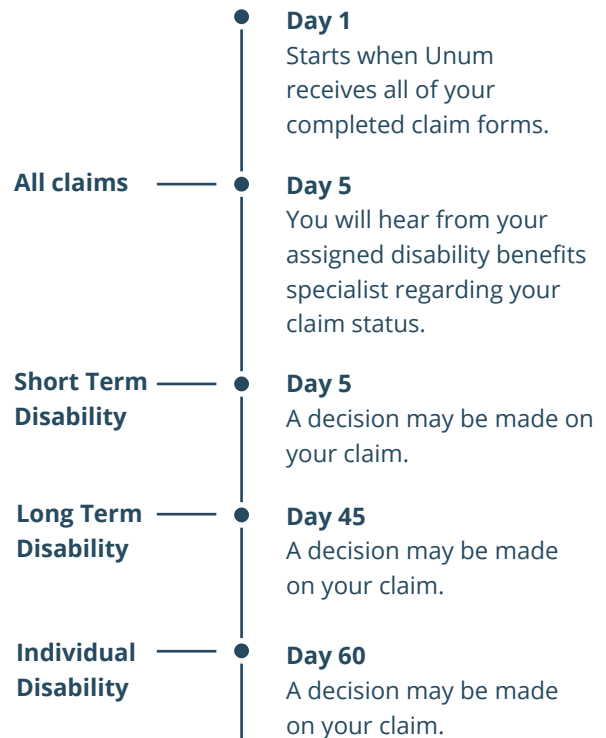 Day 1
Starts when Unum
receives all of your
completed claim forms.
All claims
Day 5
You will hear from your
assigned disability benefits
specialist regarding your
claim status.
Short Term
Disability
Day 5
A decision may be made on
your claim.
Long Term
Disability
Day 45
A decision may be made
on your claim.
Individual
Disability
Day 60
A decision may be made
on your claim.